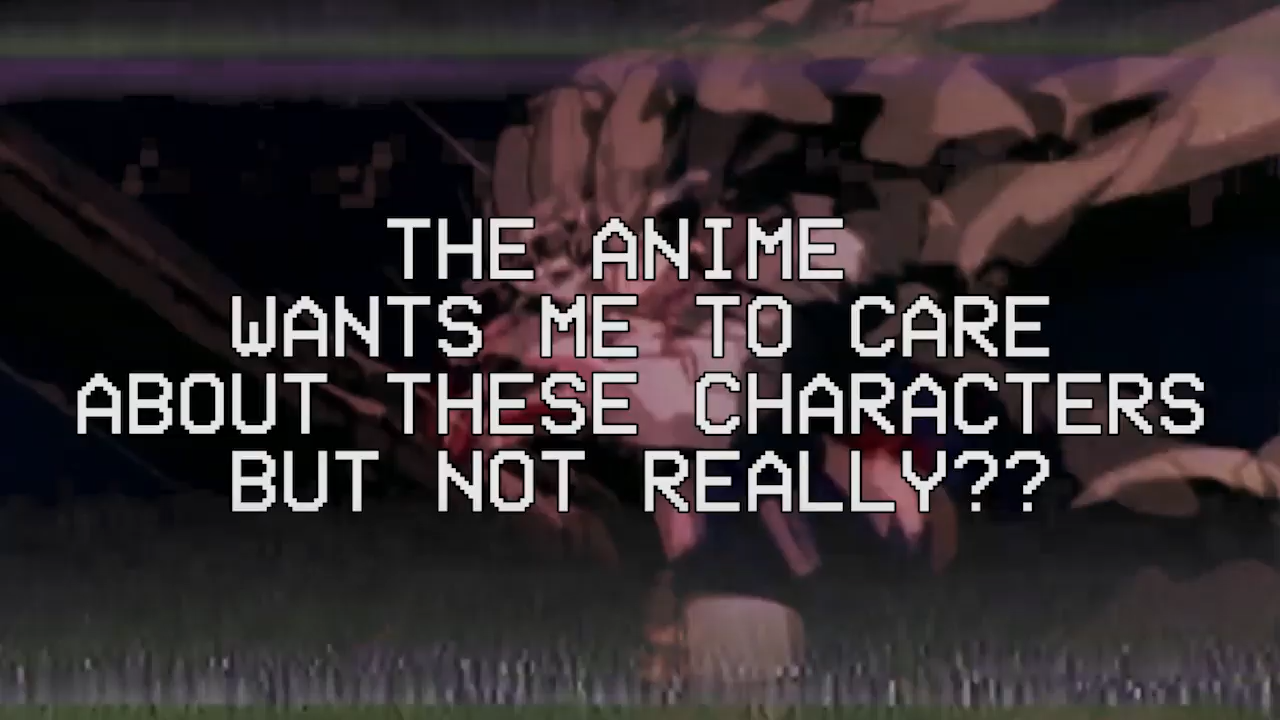 THE ANIME
WANTS ME TO CARE
ABOUT THESE CHARACTERS
BUT NOT REALLY??